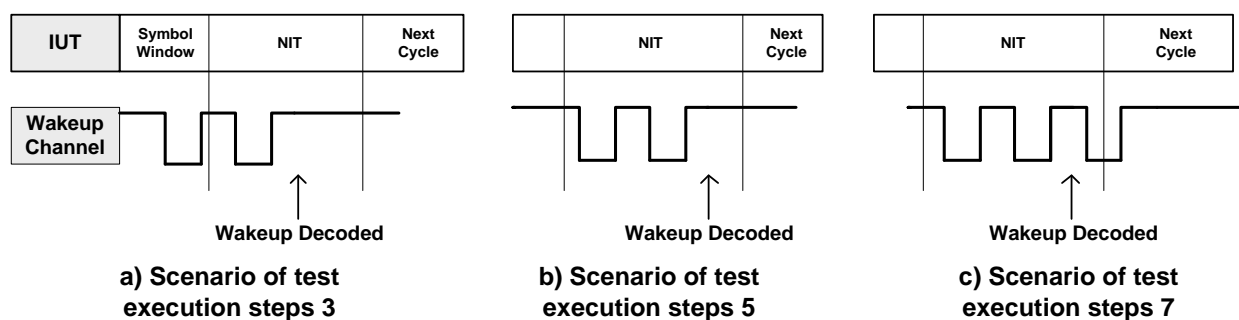 IUT
Symbol
Window
NIT
Next
Cycle
NIT
Next
Cycle
NIT
Next
Cycle
Wakeup
Channel
Wakeup Decoded
Wakeup Decoded
Wakeup Decoded
a) Scenario of test
execution steps 3
b) Scenario of test
execution steps 5
c) Scenario of test
execution steps 7